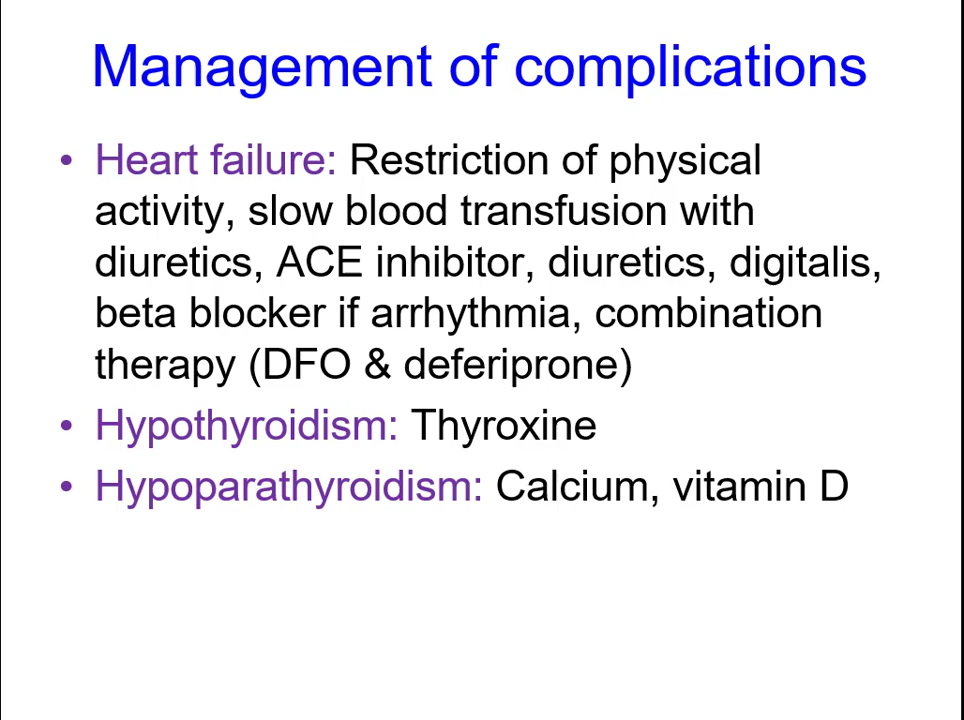 Management of complications
• Heart failure: Restriction of physical
activity, slow blood transfusion with
diuretics, ACE inhibitor, diuretics, digitalis,
beta blocker if arrhythmia, combination
therapy (DFO & deferiprone)
• Hypothyroidism: Thyroxine
• Hypoparathyroidism: Calcium, vitamin D